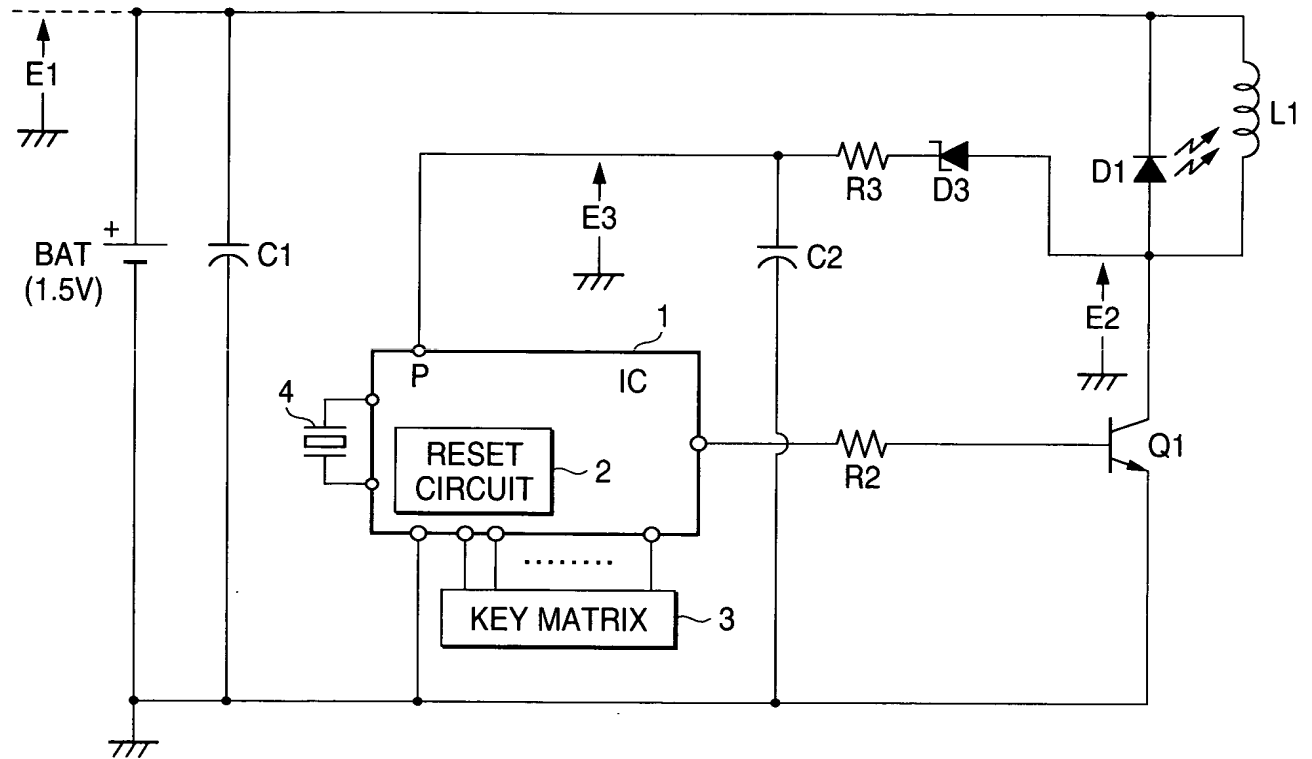 E1
L1
D1
R3
D3
E3
+
BAT
(1.5V)
C1
C2
E2
1
P
IC
4
RESET
CIRCUIT
2
R2
Q1
KEY MATRIX
3